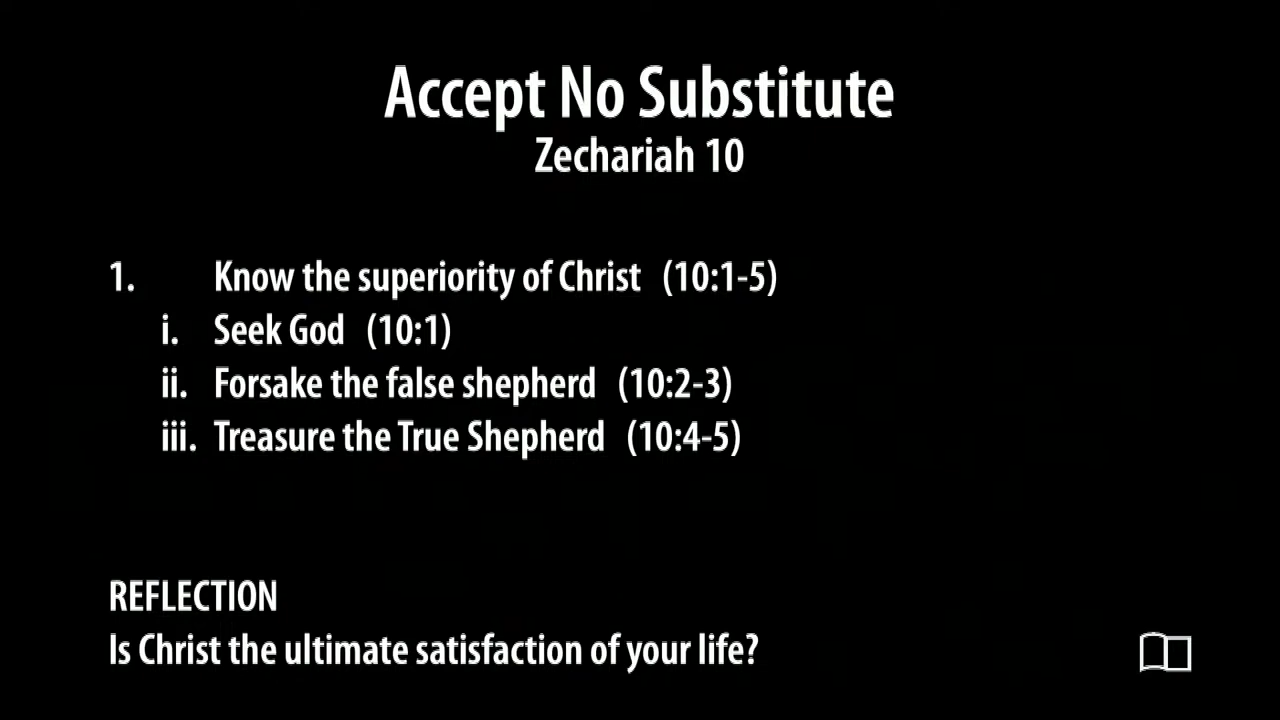 Accept No Substitute
Zechariah 10
1. Know the superiority of Christ (10:1-5)
i. Seek God (10:1)
ii. Forsake the false shepherd (10:2-3)
iii. Treasure the True Shepherd (10:4-5)
REFLECTION
Is Christ the ultimate satisfaction of your life?